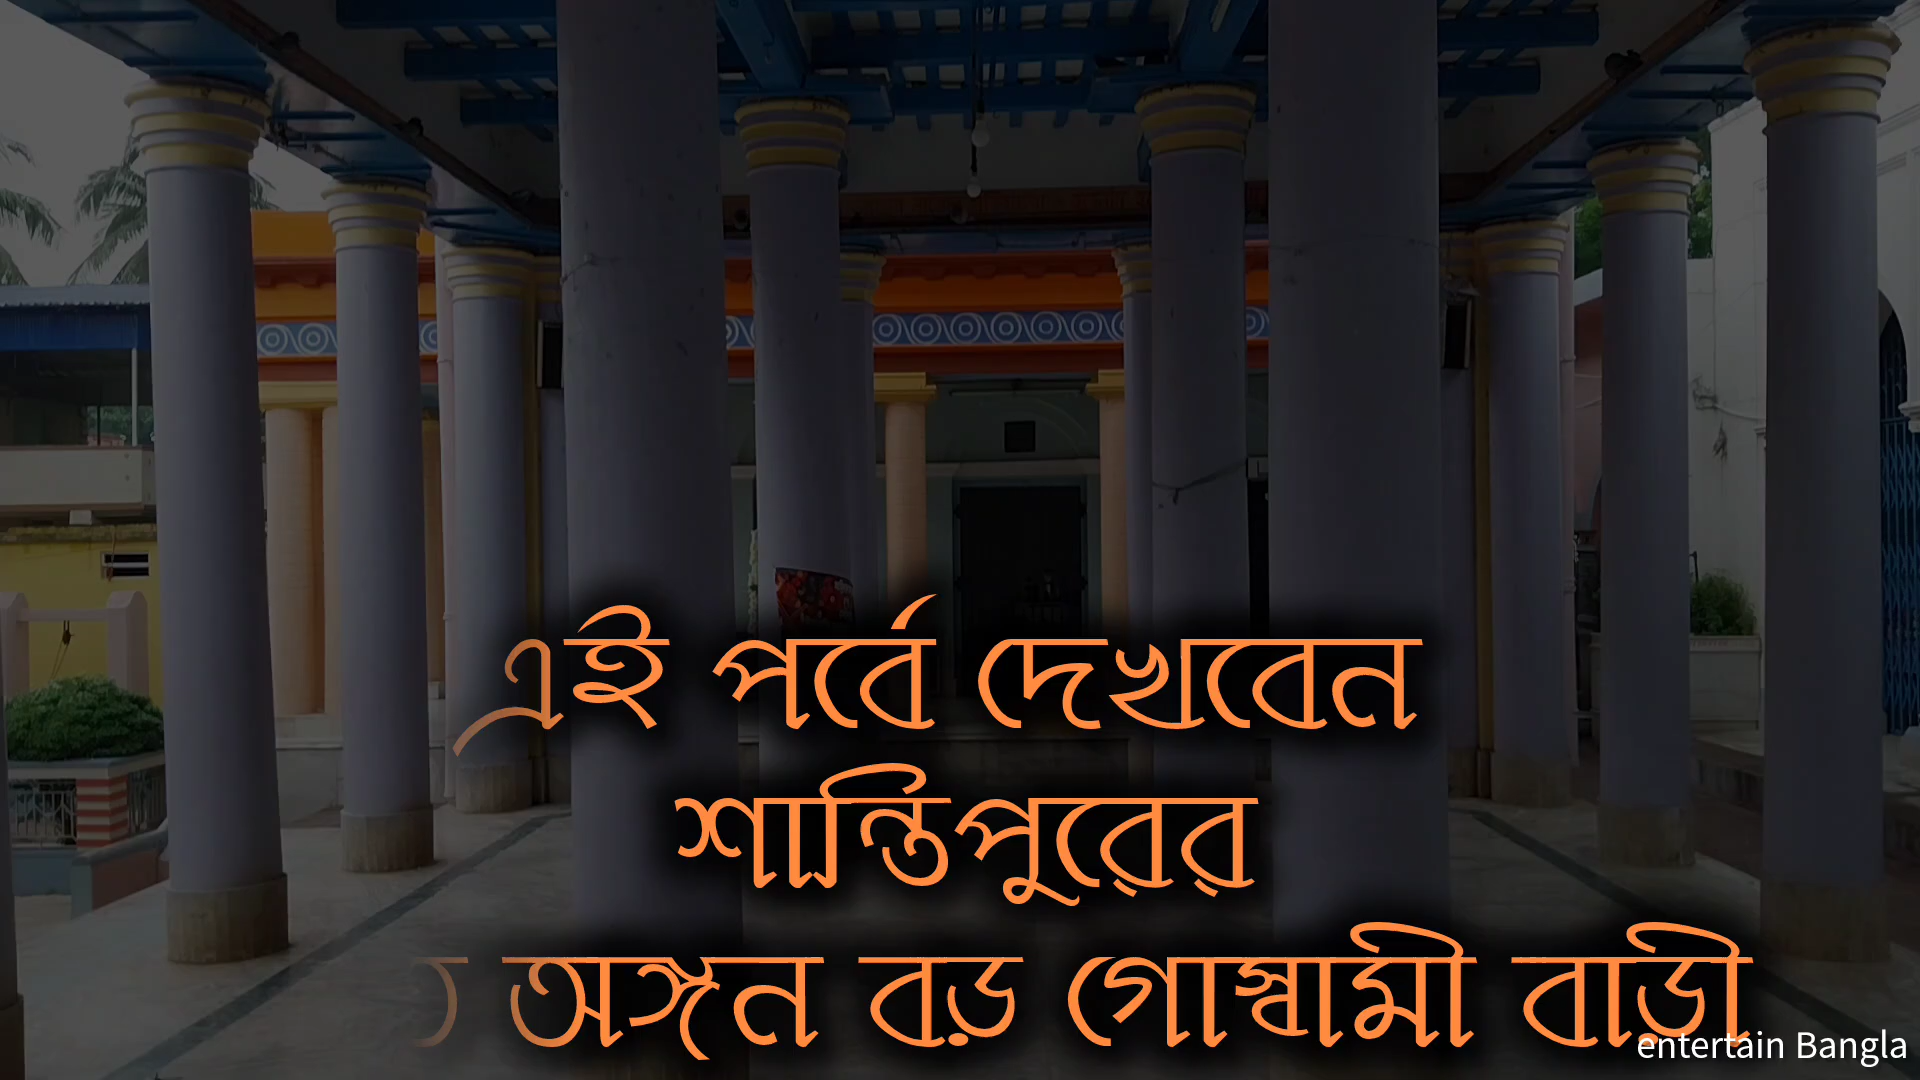 এই পর্বে দেখবেন
শান্তিপুরের
অঙ্গন বড় গোস্বামী বাড়ী
entertain Bangla